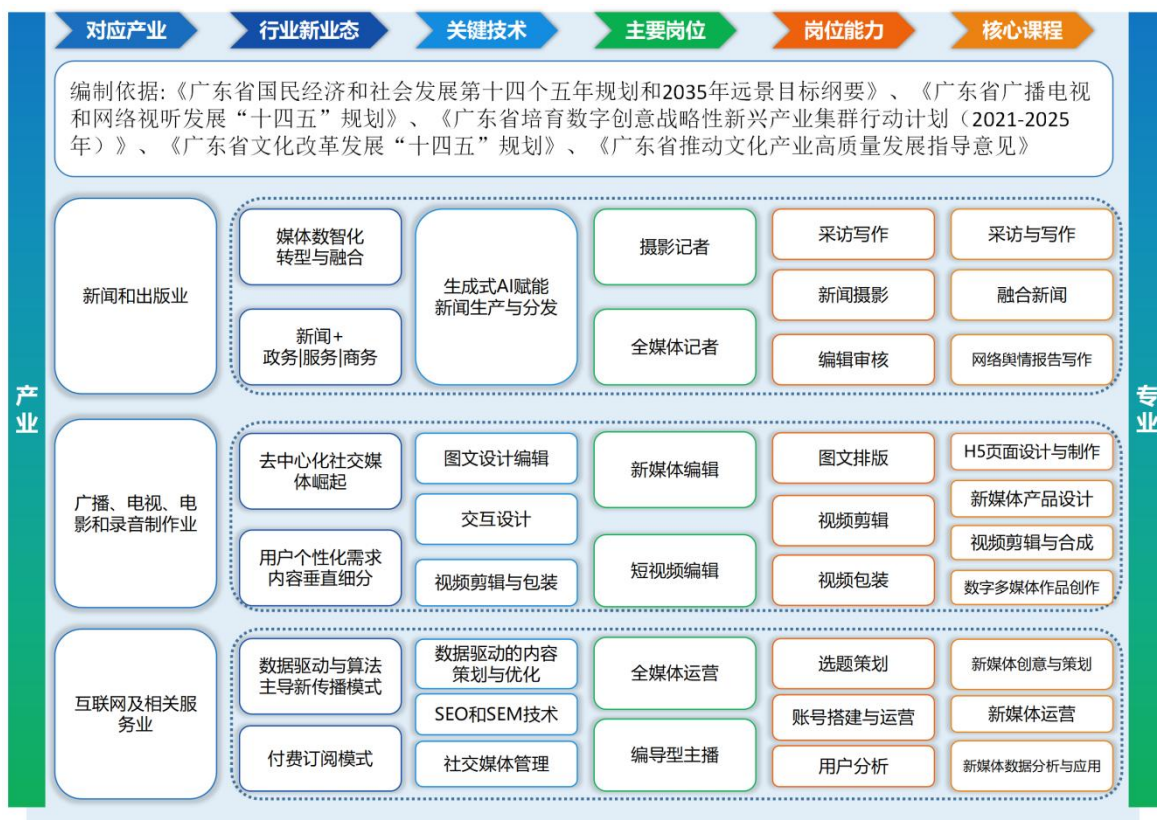 对应产业
行业新业态
关键技术
主要岗位
岗位能力
核心课程
编制依据:《广东省国民经济和社会发展第十四个五年规划和2035年远景目标纲要》、《广东省广播电视
和网络视听发展“十四五”规划》、《广东省培育数字创意战略性新兴产业集群行动计划（2021-2025
年）》、《广东省文化改革发展“十四五”规划》、《广东省推动文化产业高质量发展指导意见》
产
业
新闻和出版业
媒体数智化
转型与融合
新闻+
政务|服务|商务
生成式AI赋能
新闻生产与分发
摄影记者
全媒体记者
采访写作
新闻摄影
编辑审核
采访与写作
融合新闻
网络舆情报告写作
广播、电视、电
影和录音制作业
去中心化社交媒
体崛起
用户个性化需求
内容垂直细分
图文设计编辑
交互设计
视频剪辑与包装
新媒体编辑
短视频编辑
图文排版
视频剪辑
视频包装
H5页面设计与制作
新媒体产品设计
视频剪辑与合成
数字多媒体作品创作
互联网及相关服
务业
数据驱动与算法
主导新传播模式
付费订阅模式
数据驱动的内容
策划与优化
SEO和SEM技术
社交媒体管理
全媒体运营
编导型主播
选题策划
账号搭建与运营
用户分析
新媒体创意与策划
新媒体运营
新媒体数据分析与应用
专
业